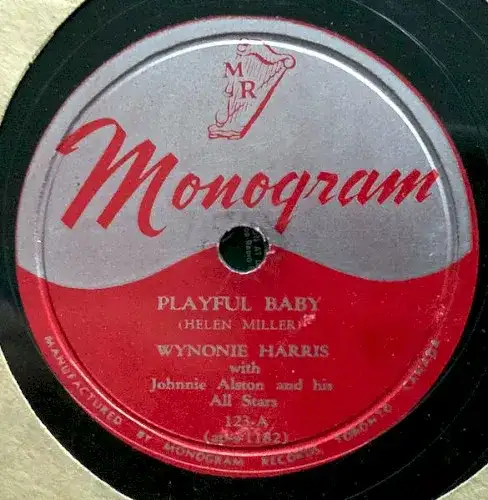 M
R
Monogram
PLAYFUL BABY
(HELEN MILLER)
WYNONIE HARRIS
with
Johnnie Alston and his
All Stars
123-A
MANUFACTURED BY MONOGRAM RECORDS, TORONTO, CANADA